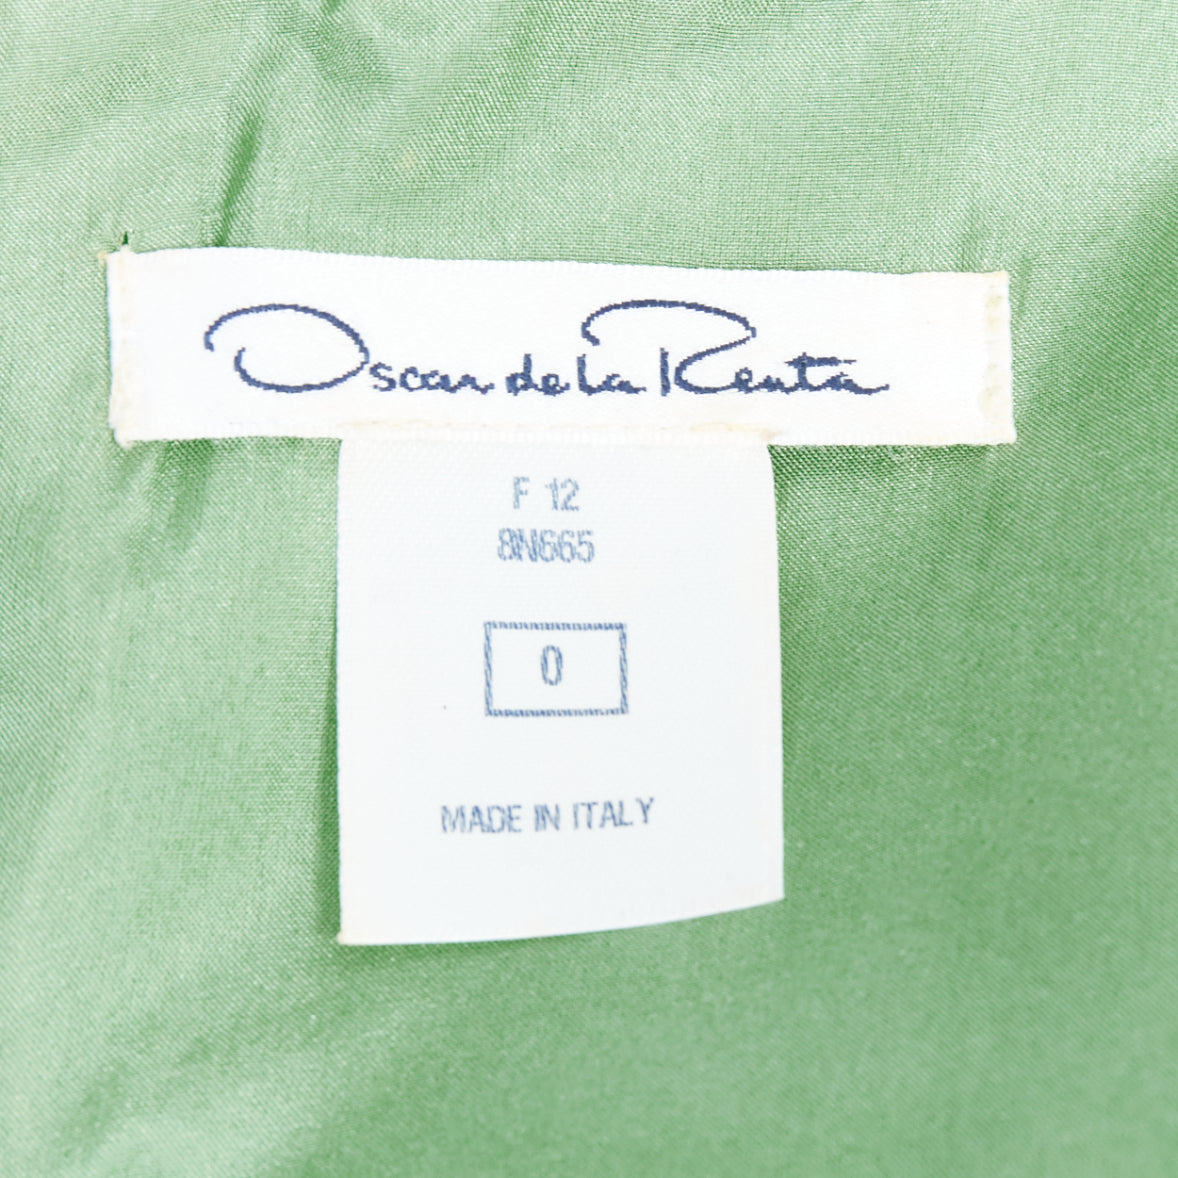 Oscar de la Renta
F 12
8N665
0
MADE IN ITALY